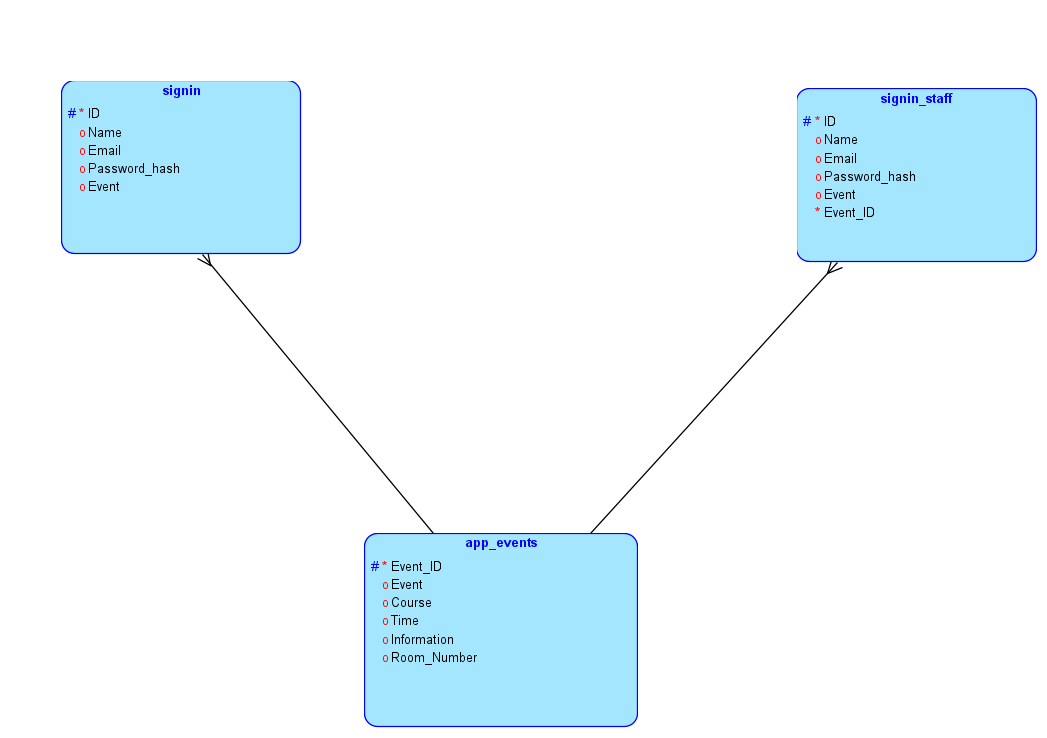 signin
# * ID
o Name
o Email
o Password_hash
o Event
signin_staff
# * ID
o Name
o Email
o Password_hash
o Event
* Event_ID
app_events
# * Event_ID
o Event
o Course
o Time
o Information
o Room_Number